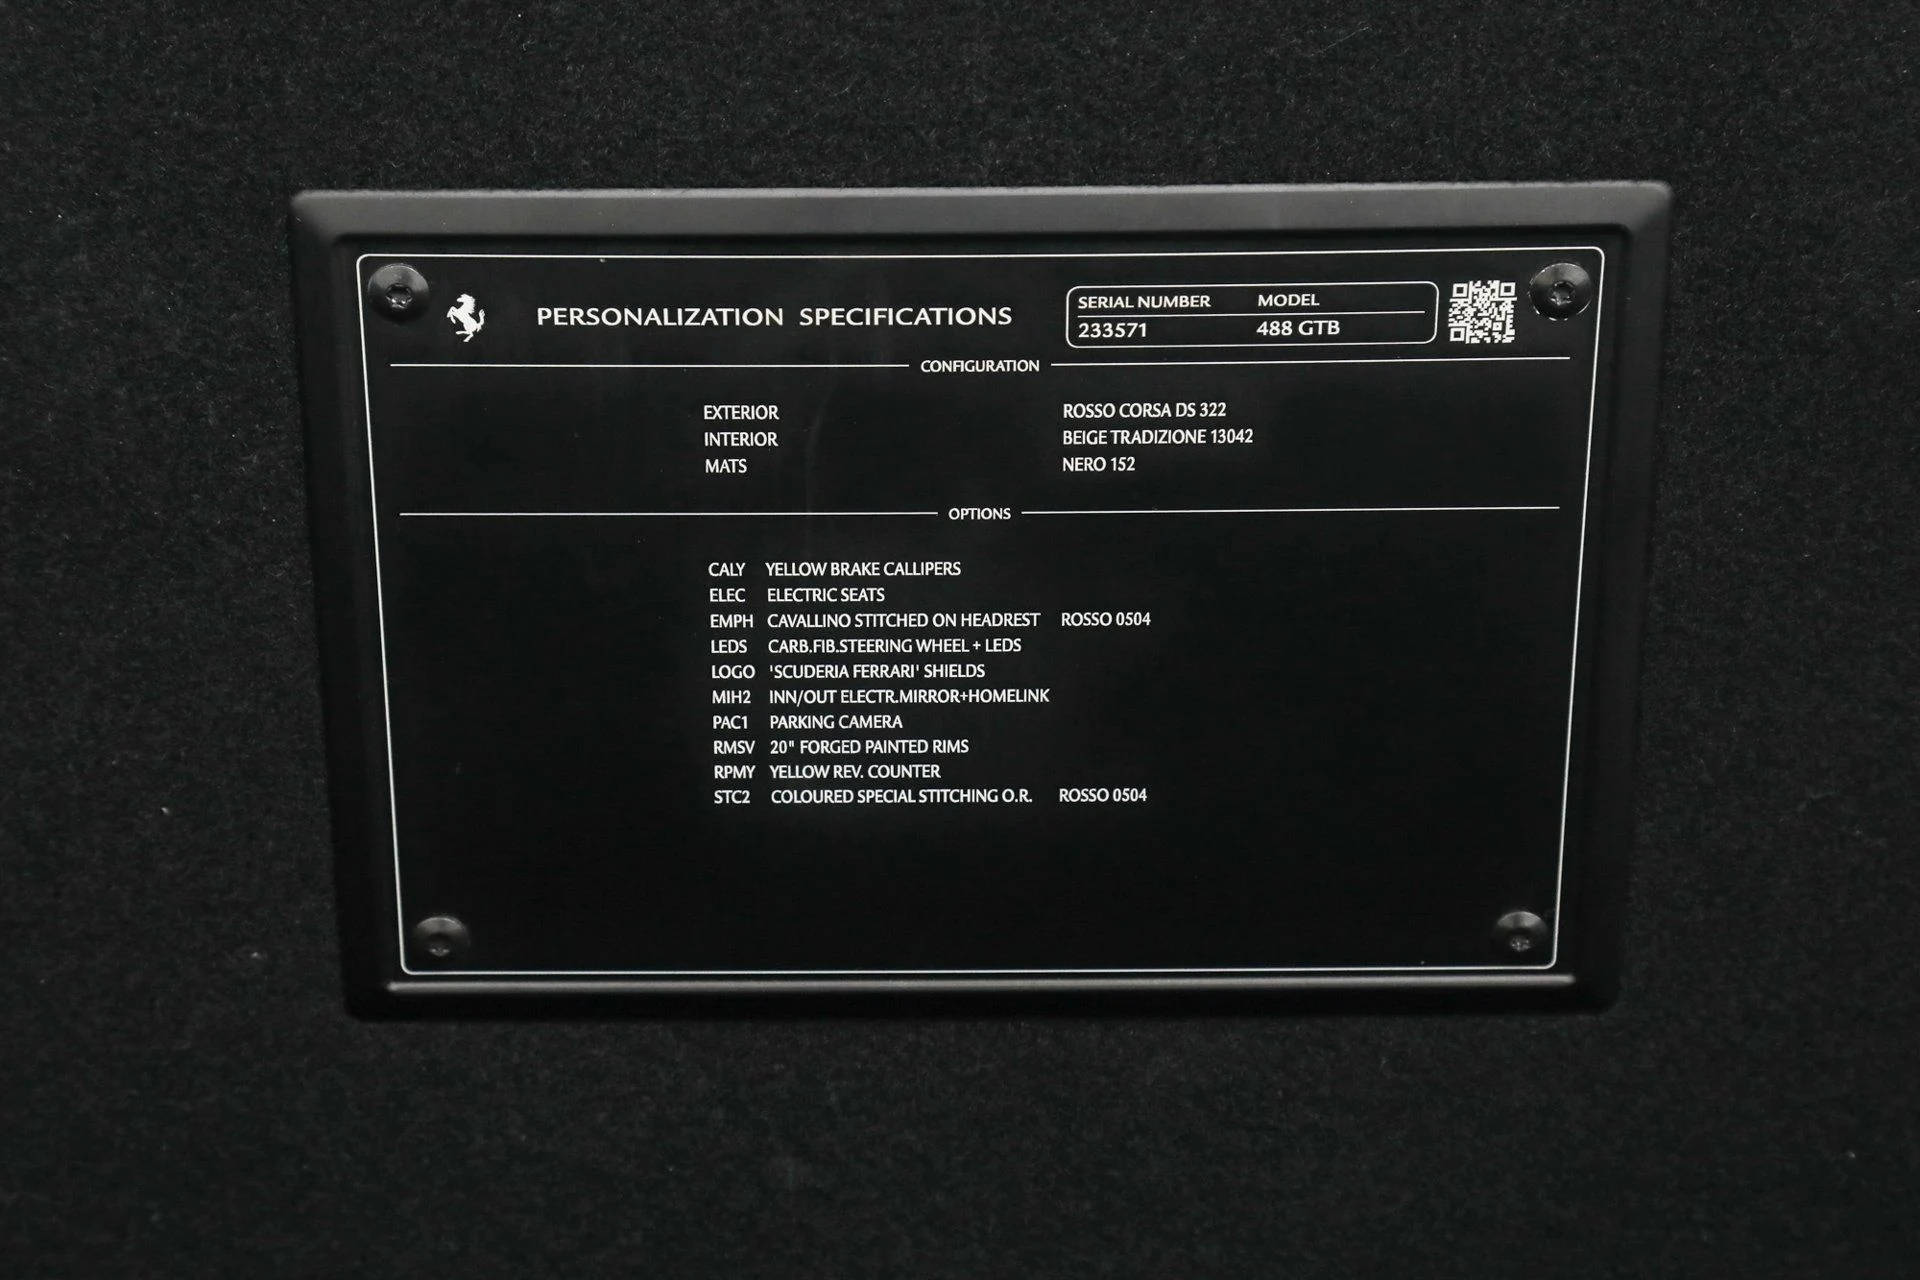 PERSONALIZATION SPECIFICATIONS
SERIAL NUMBER MODEL
233571 488 GTB
CONFIGURATION
EXTERIOR ROSSO CORSA DS 322
INTERIOR BEIGE TRADIZIONE 13042
MATS NERO 152
OPTIONS
CALY YELLOW BRAKE CALLIPERS
ELEC ELECTRIC SEATS
EMPH CAVALLINO STITCHED ON HEADREST ROSSO 0504
LEDS CARB.FIB.STEERING WHEEL + LEDS
LOGO 'SCUDERIA FERRARI' SHIELDS
MIH2 INN/OUT ELECTR.MIRROR+HOMELINK
PAC1 PARKING CAMERA
RMSV 20" FORGED PAINTED RIMS
RPMY YELLOW REV. COUNTER
STC2 COLOURED SPECIAL STITCHING O.R. ROSSO 0504